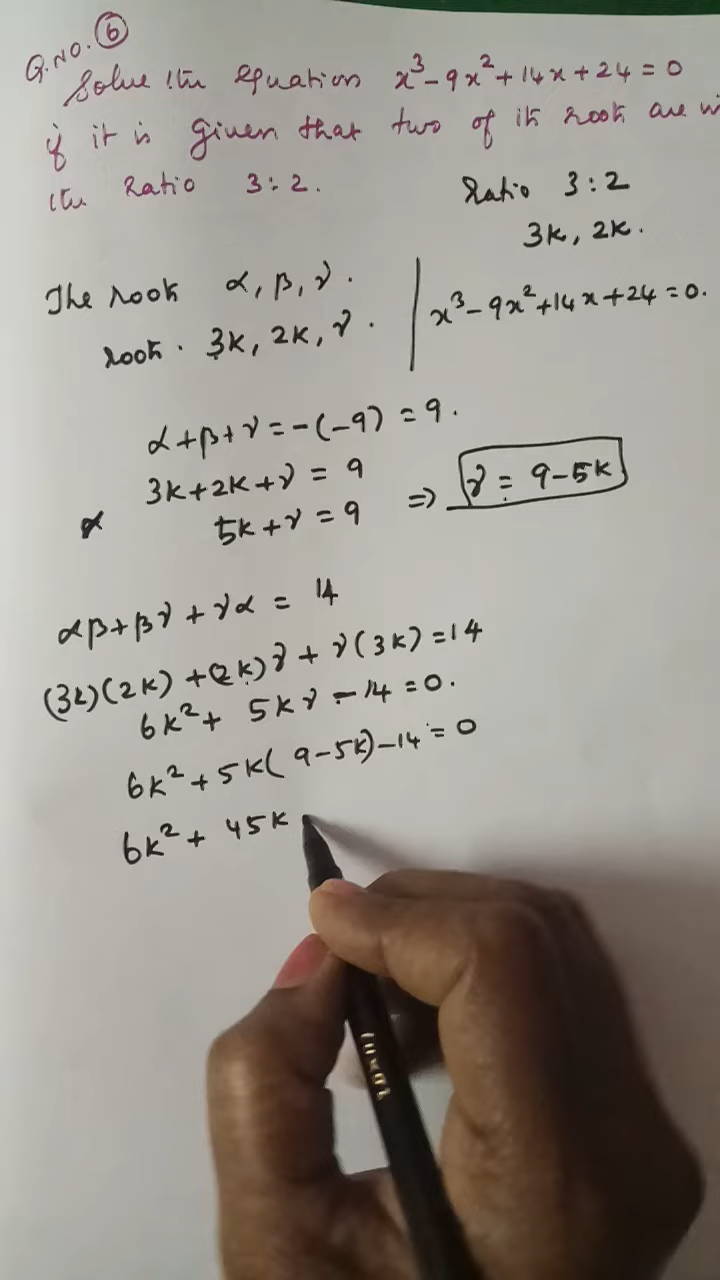 Q.NO. 6
Solve the equation x³-9x²+14x+24=0
if it is given that two of its roots are in
the Ratio 3:2.
Ratio 3:2
3k, 2k.
The roots α, β, γ.
roots. 3k, 2k, γ.
x³-9x²+14x+24=0.
α+β+γ=-(-9)=9.
3k+2k+γ=9
α 5k+γ=9 => γ=9-5k
αβ+βγ+γα=14
(3k)(2k)+(2k)γ+γ(3k)=14
6k²+5kγ-14=0.
6k²+5k(9-5k)-14=0
6k²+45k